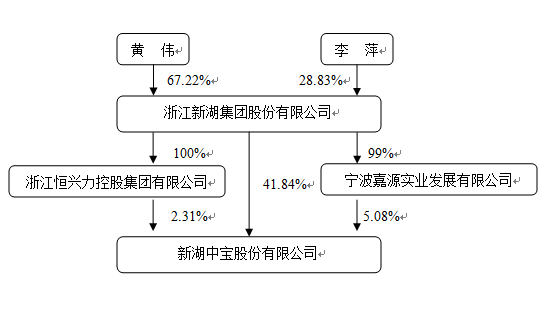 黄 伟
李 萍
67.22%
28.83%
浙江新湖集团股份有限公司
100%
99%
浙江恒兴力控股集团有限公司
41.84%
宁波嘉源实业发展有限公司
2.31%
5.08%
新湖中宝股份有限公司